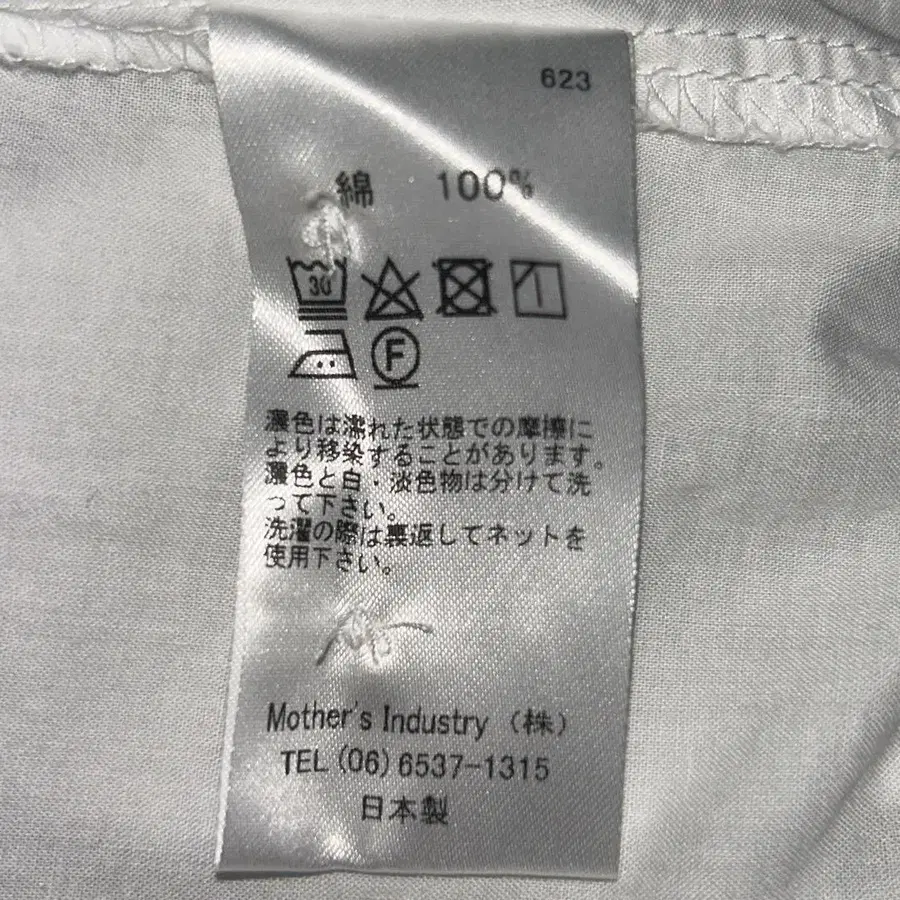 623
綿 100%
30
F
濃色は濡れた状態での摩擦に
より移染することがあります。
濃色と白・淡色物は分けて洗
って下さい。
洗濯の際は裏返してネットを
使用下さい。
Mother's Industry (株)
TEL (06) 6537-1315
日本製